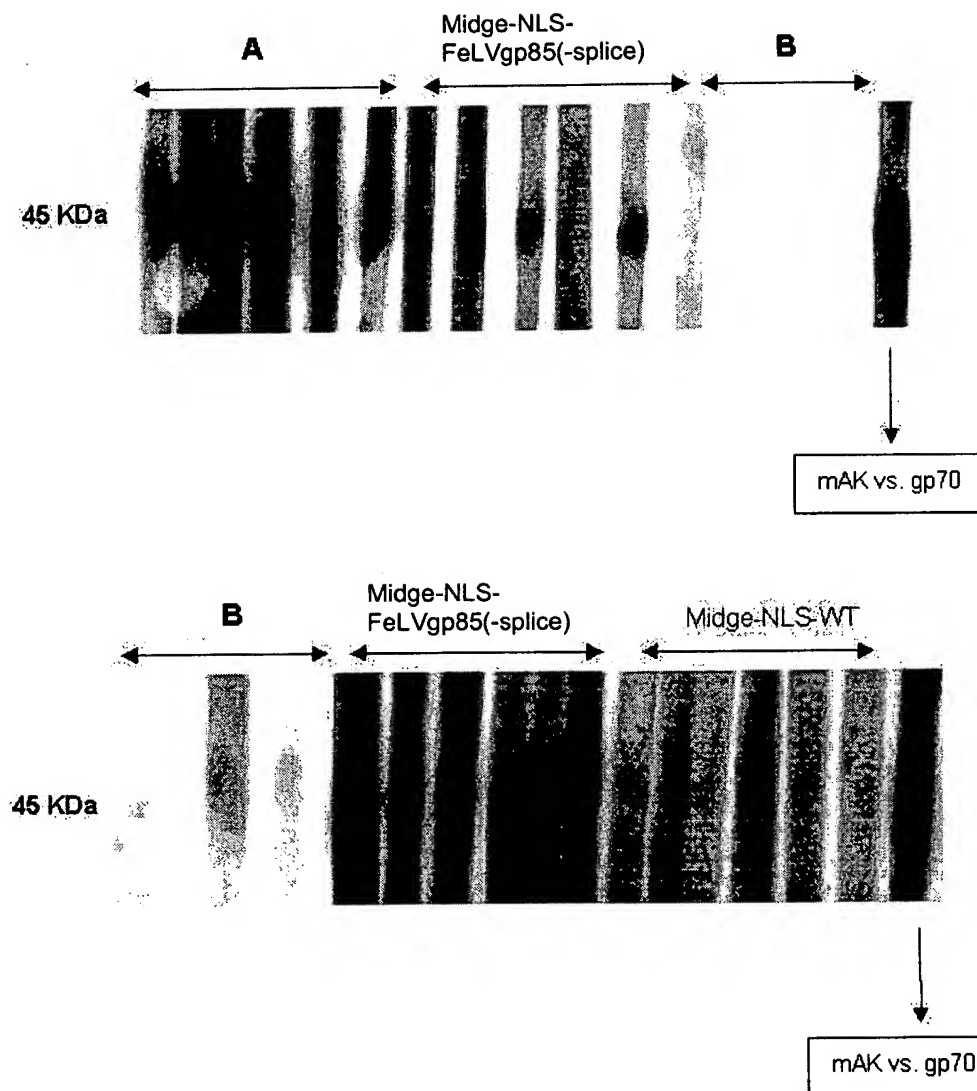 A
Midge-NLS-
FeLVgp85(-splice)
B
45 KDa
mAK vs. gp70
B
Midge-NLS-
FeLVgp85(-splice)
Midge-NLS-WT
45 KDa
mAK vs. gp70